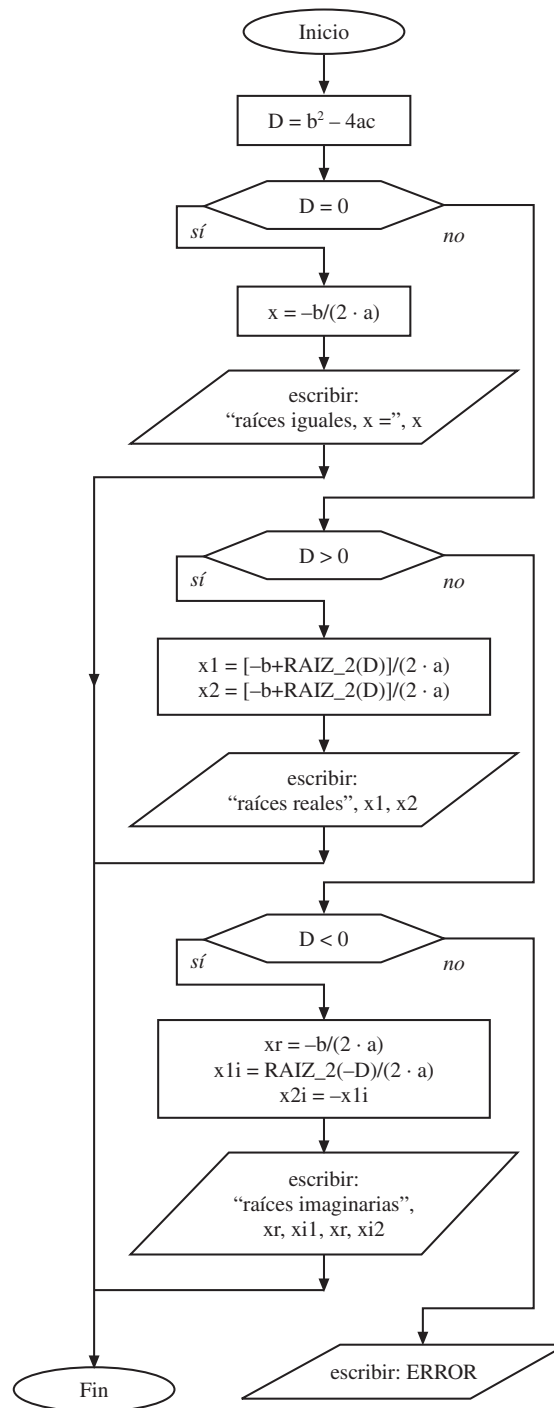 Inicio
D = b² – 4ac
D = 0
sí
no
x = –b/(2 · a)
escribir:
“raíces iguales, x =”, x
D > 0
sí
no
x1 = [–b+RAIZ_2(D)]/(2 · a)
x2 = [–b+RAIZ_2(D)]/(2 · a)
escribir:
“raíces reales”, x1, x2
D < 0
sí
no
xr = –b/(2 · a)
x1i = RAIZ_2(–D)/(2 · a)
x2i = –x1i
escribir:
“raíces imaginarias”,
xr, xi1, xr, xi2
escribir: ERROR
Fin